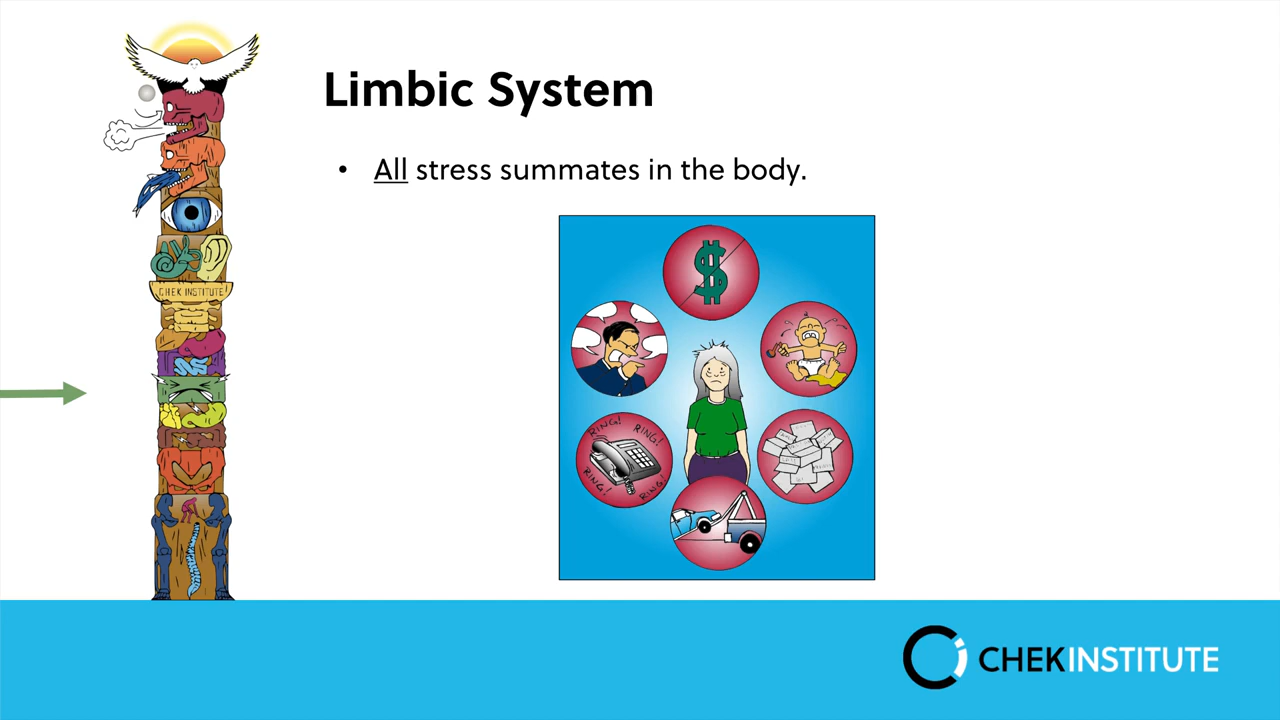 Limbic System
• All stress summates in the body.
CHEK INSTITUTE
RING!
RING!
RING!
RING!
CHEKINSTITUTE